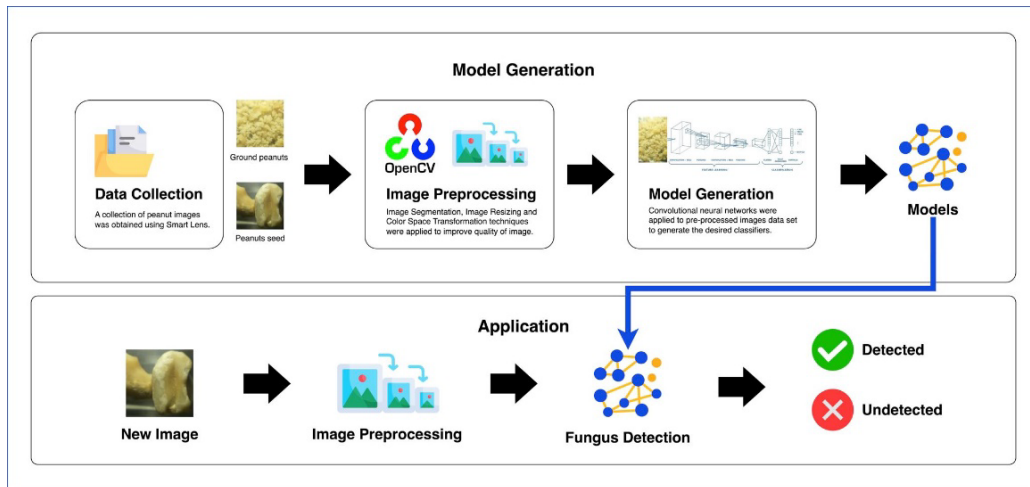 Model Generation
Ground peanuts
Peanuts seed
Data Collection
A collection of peanut images
was obtained using Smart Lens.
OpenCV
Image Preprocessing
Image Segmentation, Image Resizing and
Color Space Transformation techniques
were applied to improve quality of image.
Model Generation
Convolutional neural networks were
applied to pre-processed images data set
to generate the desired classifiers.
Models
Application
New Image
Image Preprocessing
Fungus Detection
Detected
Undetected